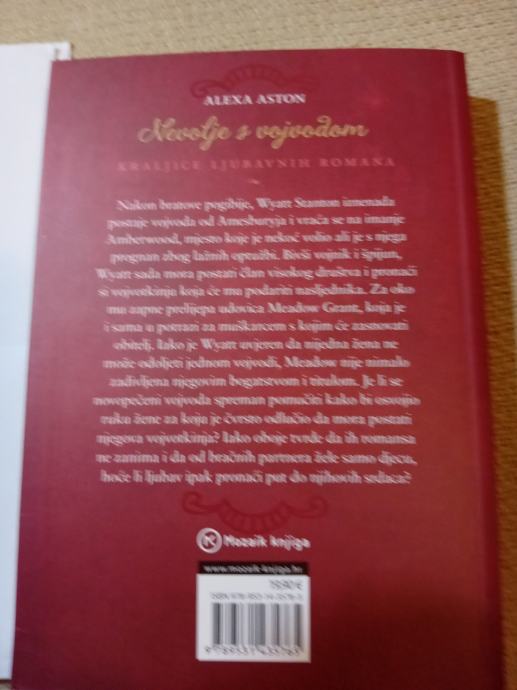 ALEXA ASTON
Nevolje s vojvodom
KRALJICE LJUBAVNIH ROMANA
Nakon bratove pogibije, Wyatt Stanton iznenada
postaje vojvoda od Amesburyja i vraća se na imanje
Amberwood, mjesto koje je nekoć volio ali je s njega
prognan zbog lažnih optužbi. Bivši vojnik i špijun,
Wyatt sada mora postati član visokog društva i pronaći
si vojvotkinju koja će mu podariti nasljednika. Za oko
mu zapne prelijepa udovica Meadow Grant, koja je
i sama u potrazi za muškarcem s kojim će zasnovati
obitelj. Iako je Wyatt uvjeren da nijedna žena ne
može odoljeti jednom vojvodi, Meadow nije nimalo
zadivljena njegovim bogatstvom i titulom. Je li se
novopečeni vojvoda spreman pomučiti kako bi osvojio
ruku žene za koju je čvrsto odlučio da mora postati
njegova vojvotkinja? Iako oboje tvrde da ih romansa
ne zanima i da od bračnih partnera žele samo djecu,
hoće li ljubav ipak pronaći put do njihovih srdaca?
Mozaik knjiga
www.mozaik-knjiga.hr